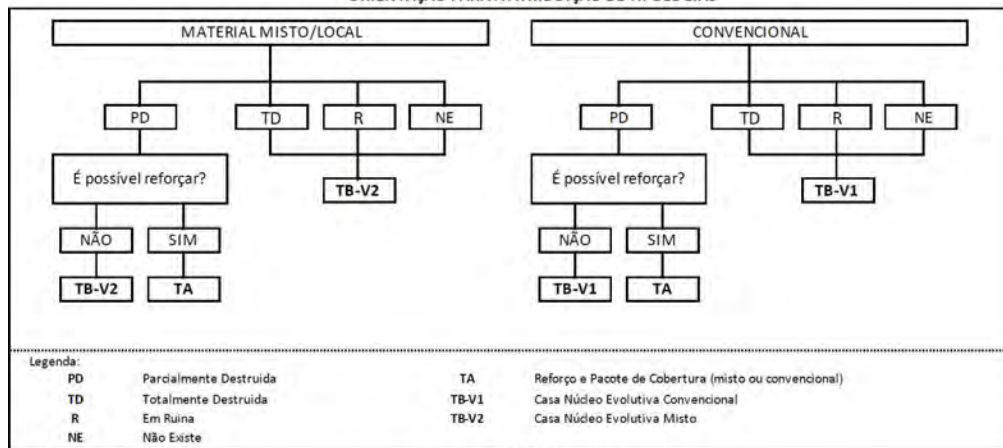 MATERIAL MISTO/LOCAL CONVENCIONAL
PD TD R NE PD TD R NE
É possível reforçar? É possível reforçar?
TB-V2 TB-V1
NÃO SIM NÃO SIM
TB-V2 TA TB-V1 TA
Legenda:
PD Parcialmente Destruida TA Reforço e Pacote de Cobertura (misto ou convencional)
TD Totalmente Destruida TB-V1 Casa Núcleo Evolutiva Convencional
R Em Ruina TB-V2 Casa Núcleo Evolutiva Misto
NE Não Existe